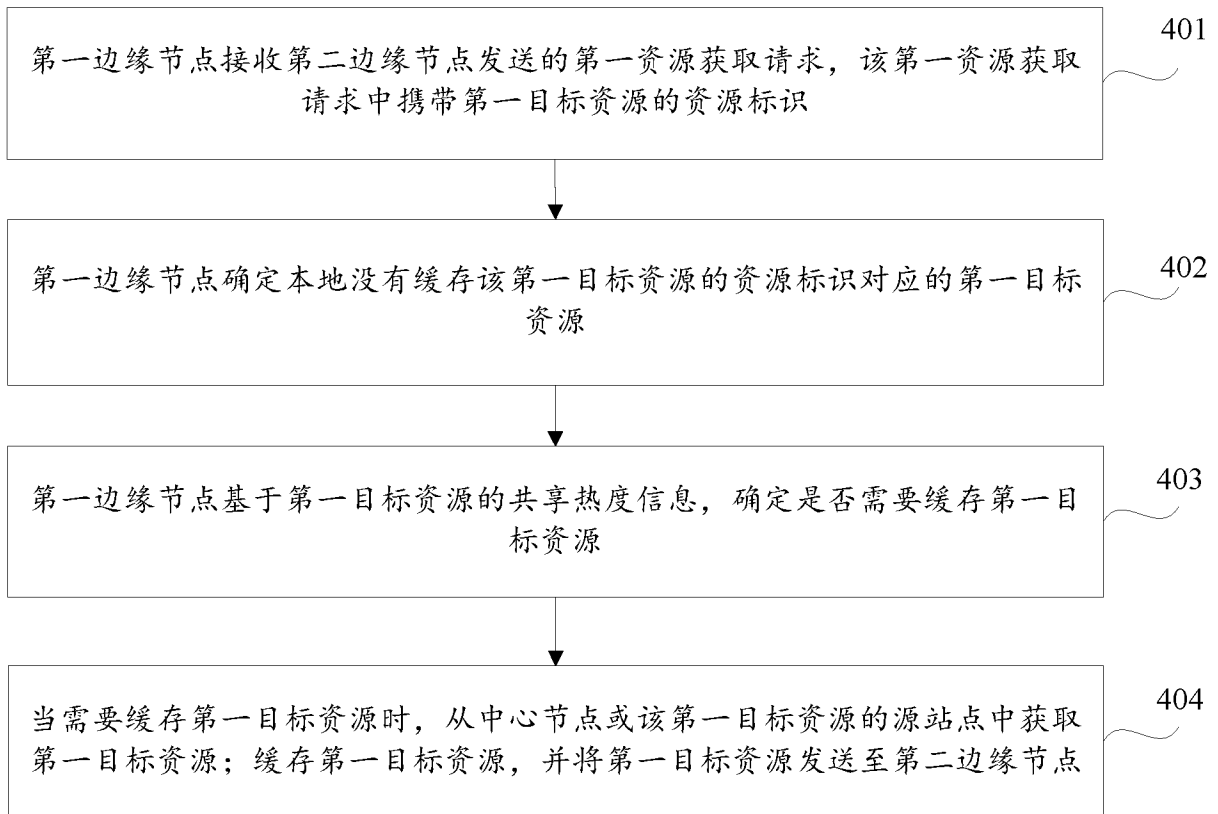 第一边缘节点接收第二边缘节点发送的第一资源获取请求，该第一资源获取
请求中携带第一目标资源的资源标识
401
第一边缘节点确定本地没有缓存该第一目标资源的资源标识对应的第一目标
资源
402
第一边缘节点基于第一目标资源的共享热度信息，确定是否需要缓存第一目
标资源
403
当需要缓存第一目标资源时，从中心节点或该第一目标资源的源站点中获取
第一目标资源；缓存第一目标资源，并将第一目标资源发送至第二边缘节点
404